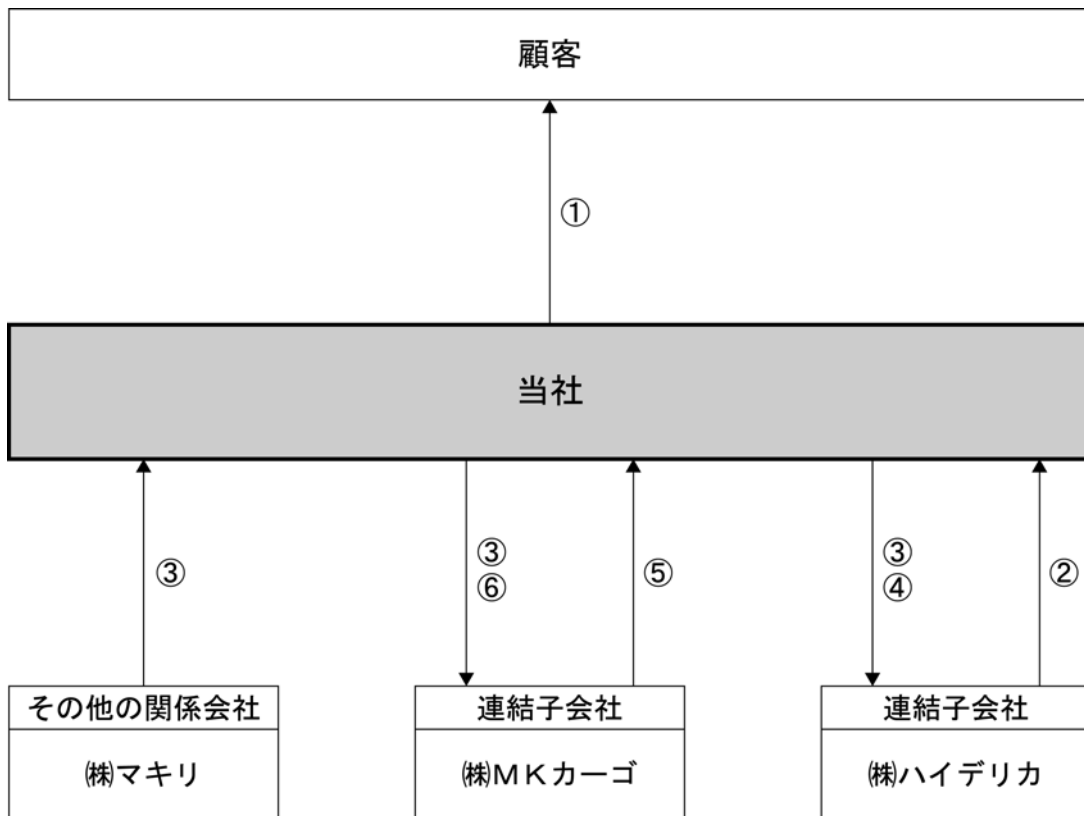 顧客
①
当社
③
③
⑥
⑤
③
④
②
その他の関係会社
連結子会社
連結子会社
㈱マキリ
㈱ＭＫカーゴ
㈱ハイデリカ